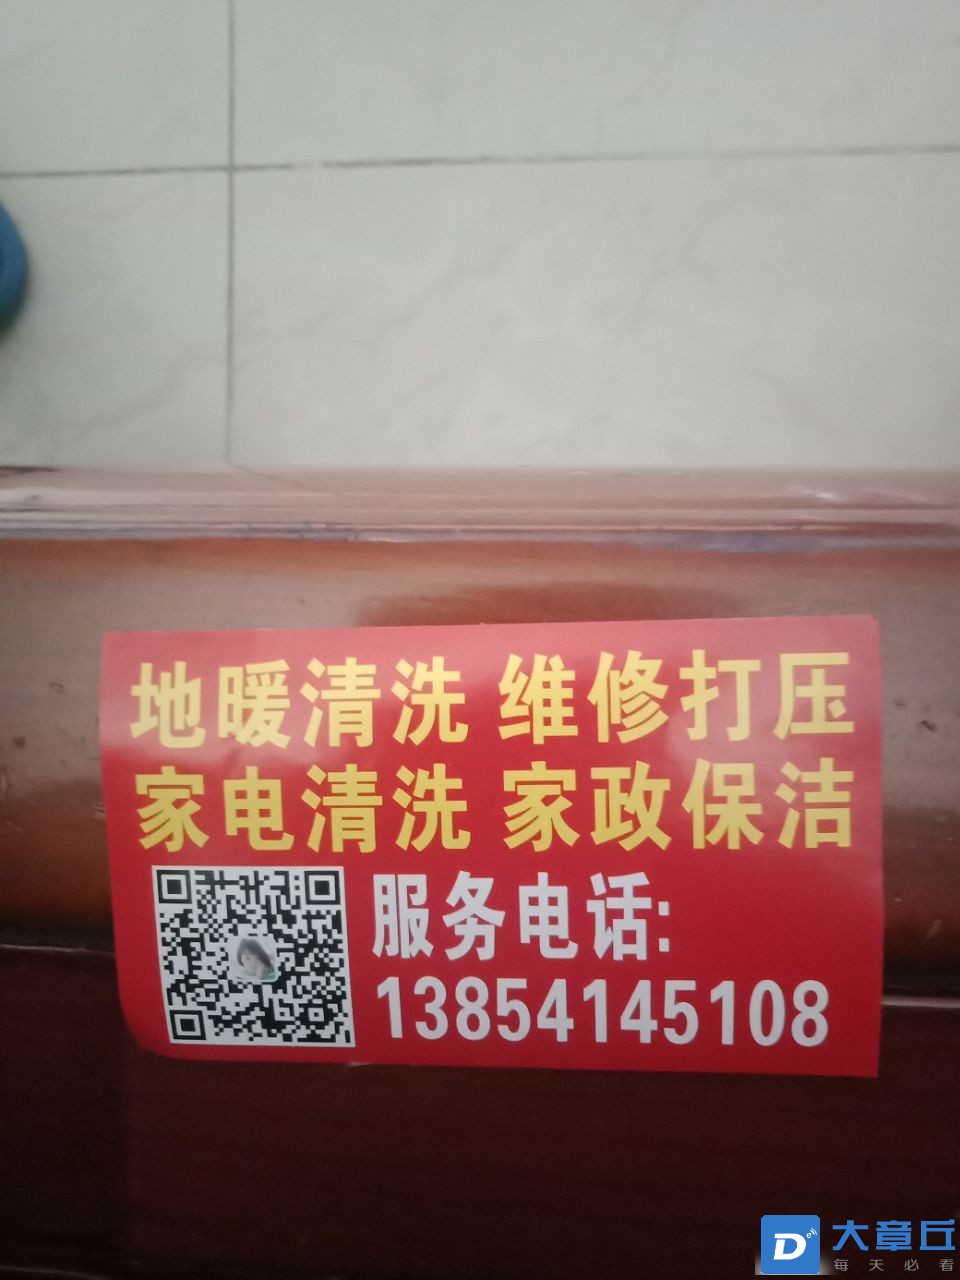 地暖清洗 维修打压
家电清洗 家政保洁
服务电话:
13854145108
D
大章丘
每天必看